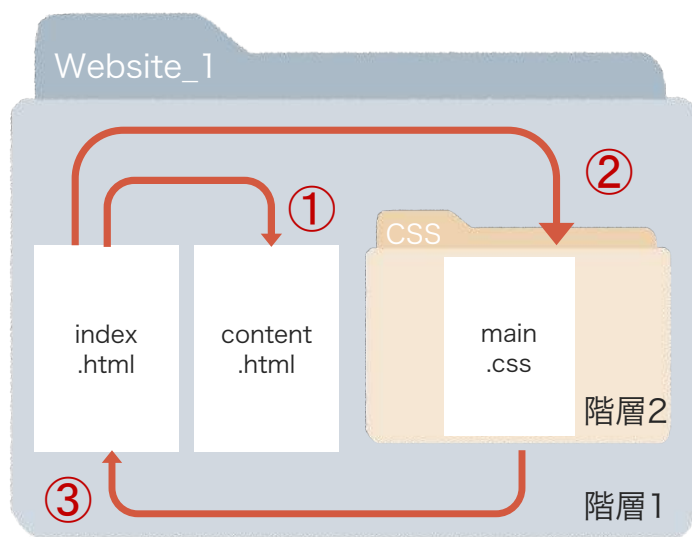 Website_1
②
①
CSS
index
.html
content
.html
main
.css
階層2
③
階層1